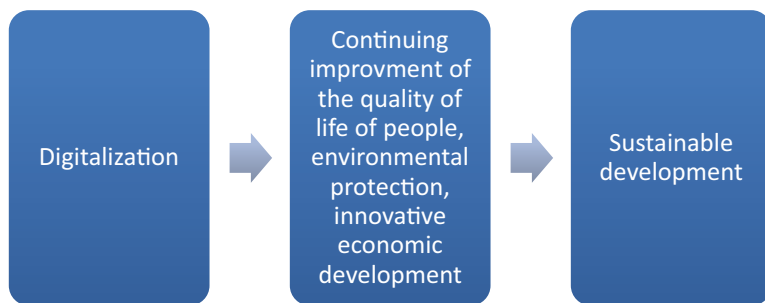 Digitalization
Continuing
improvment of
the quality of
life of people,
environmental
protection,
innovative
economic
development
Sustainable
development